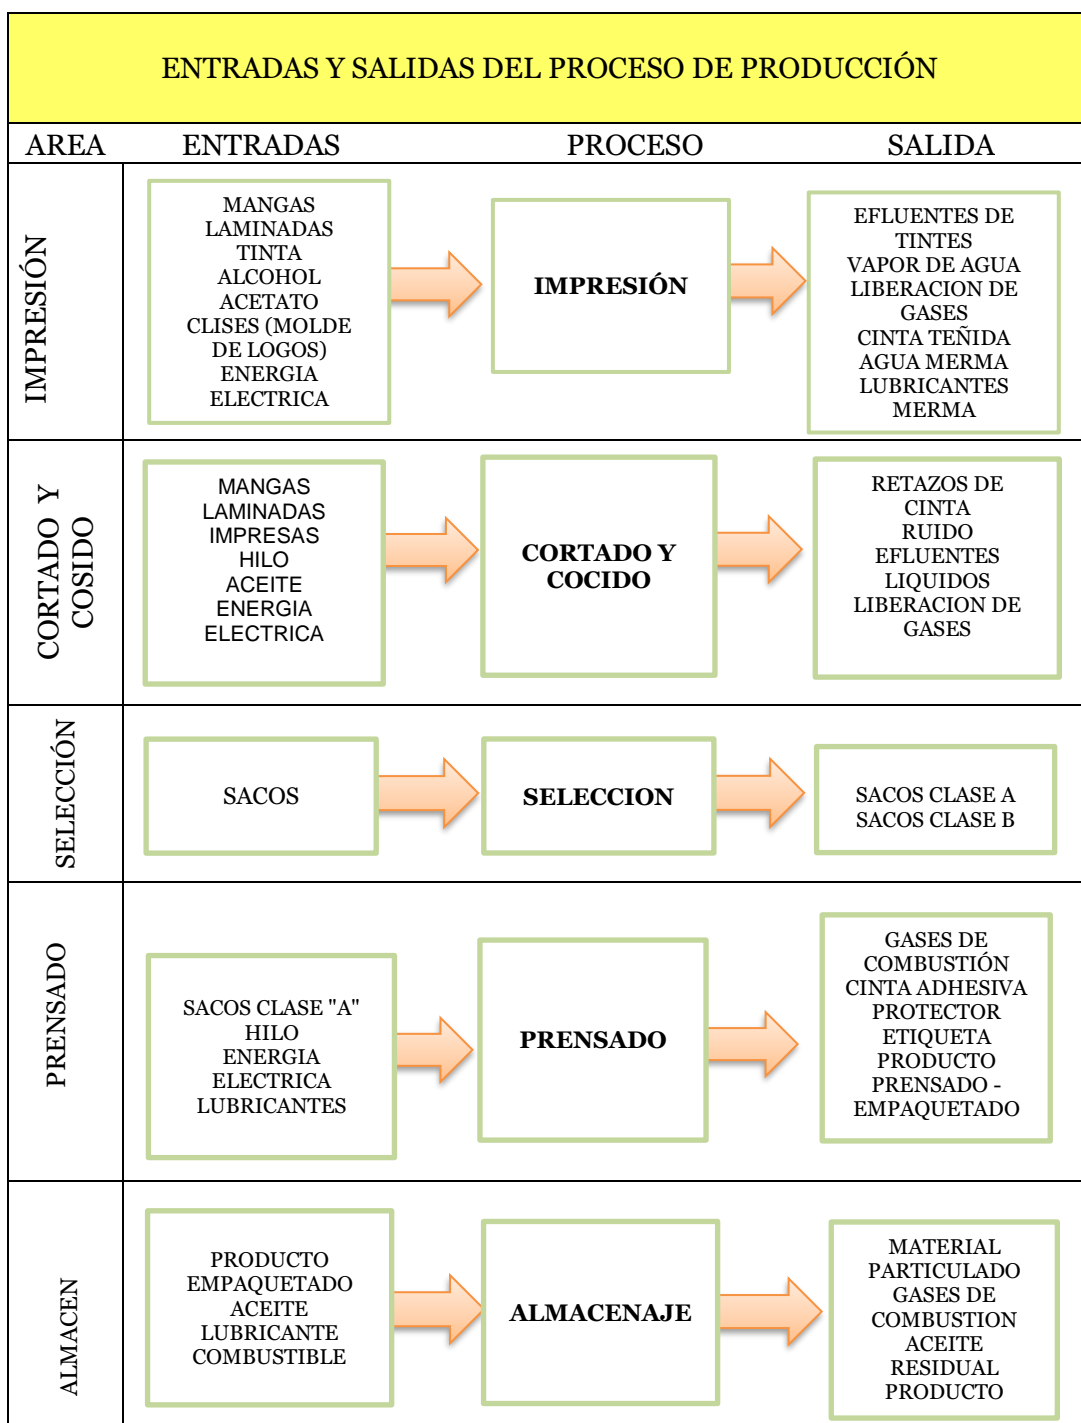 ENTRADAS Y SALIDAS DEL PROCESO DE PRODUCCIÓN
AREA ENTRADAS PROCESO SALIDA
IMPRESIÓN
MANGAS
LAMINADAS
TINTA
ALCOHOL
ACETATO
CLISES (MOLDE
DE LOGOS)
ENERGIA
ELECTRICA
IMPRESIÓN
EFLUENTES DE
TINTES
VAPOR DE AGUA
LIBERACION DE
GASES
CINTA TEÑIDA
AGUA MERMA
LUBRICANTES
MERMA
CORTADO Y
COSIDO
MANGAS
LAMINADAS
IMPRESAS
HILO
ACEITE
ENERGIA
ELECTRICA
CORTADO Y
COCIDO
RETAZOS DE
CINTA
RUIDO
EFLUENTES
LIQUIDOS
LIBERACION DE
GASES
SELECCIÓN
SACOS
SELECCION
SACOS CLASE A
SACOS CLASE B
PRENSADO
SACOS CLASE "A"
HILO
ENERGIA
ELECTRICA
LUBRICANTES
PRENSADO
GASES DE
COMBUSTIÓN
CINTA ADHESIVA
PROTECTOR
ETIQUETA
PRODUCTO
PRENSADO -
EMPAQUETADO
ALMACEN
PRODUCTO
EMPAQUETADO
ACEITE
LUBRICANTE
COMBUSTIBLE
ALMACENAJE
MATERIAL
PARTICULADO
GASES DE
COMBUSTION
ACEITE
RESIDUAL
PRODUCTO